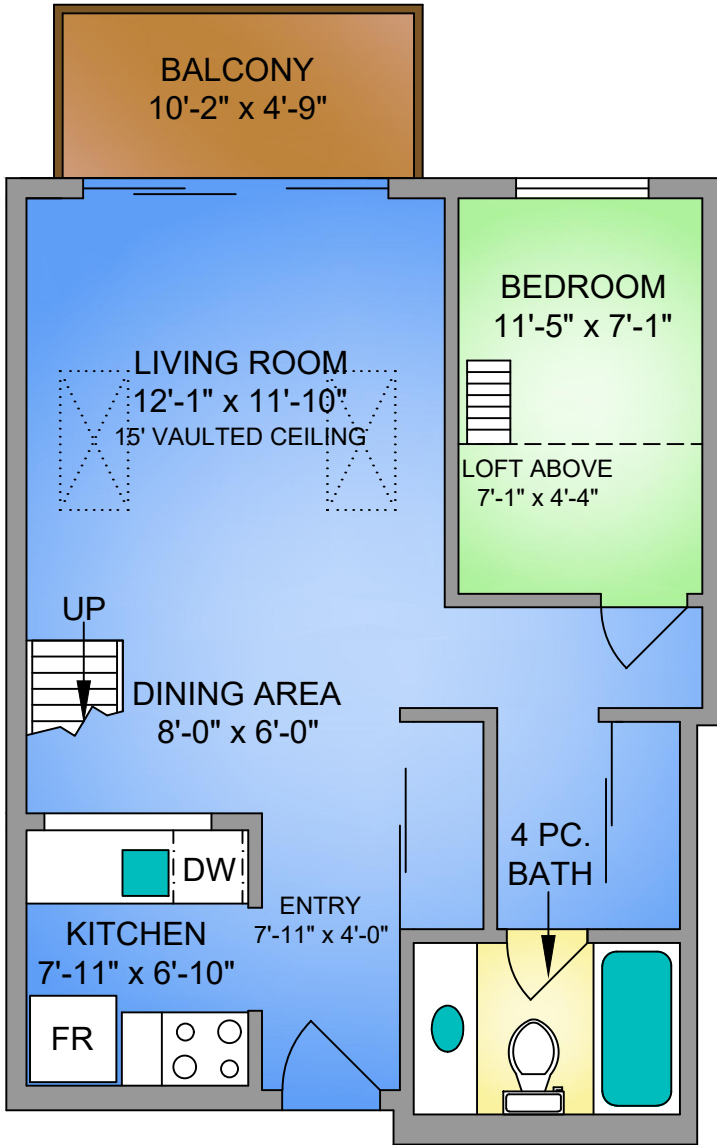 BALCONY
10'-2" x 4'-9"
BEDROOM
11'-5" x 7'-1"
LIVING ROOM
12'-1" x 11'-10"
15' VAULTED CEILING
LOFT ABOVE
7'-1" x 4'-4"
UP
DINING AREA
8'-0" x 6'-0"
4 PC.
BATH
DW
ENTRY
7'-11" x 4'-0"
KITCHEN
7'-11" x 6'-10"
FR